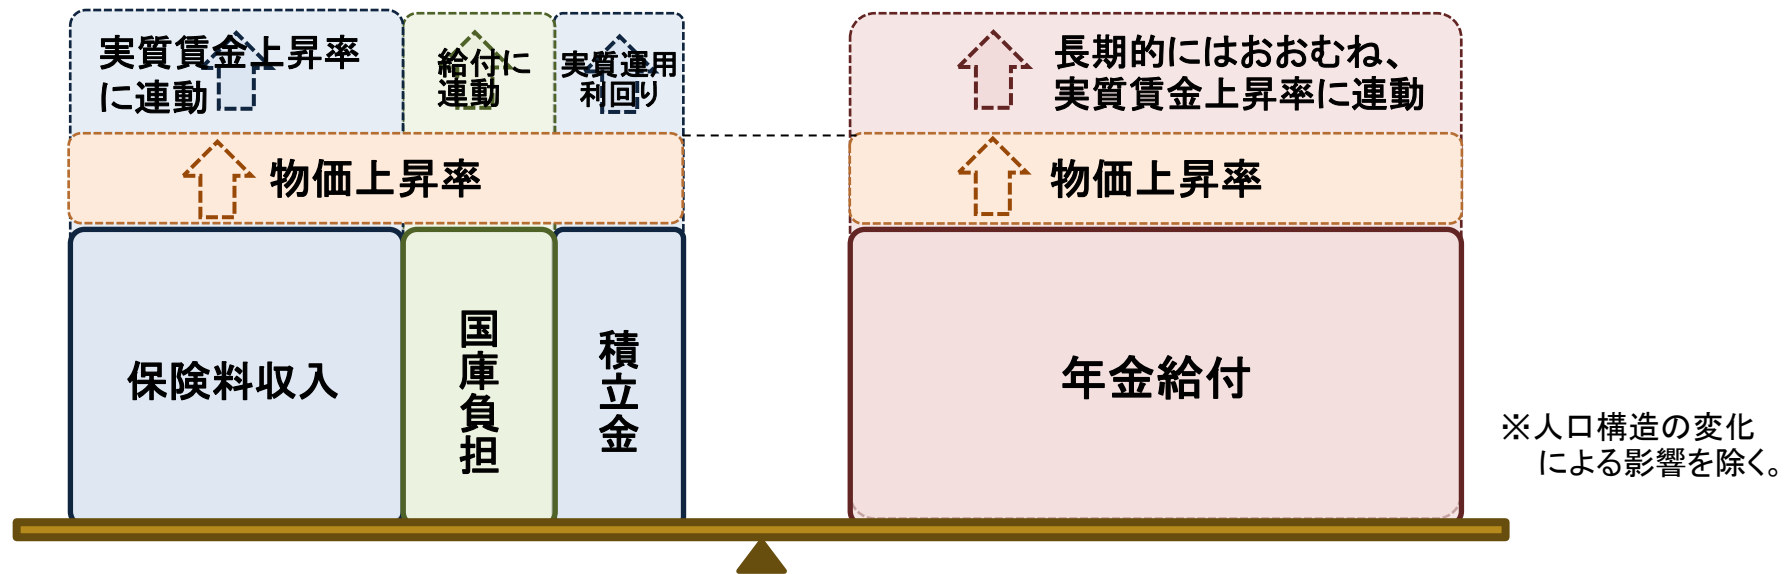 実質賃金上昇率
に連動
給付に
連動
実質運用
利回り
長期的にはおおむね、
実質賃金上昇率に連動
物価上昇率
物価上昇率
保険料収入
国庫負担
積立金
年金給付
※人口構造の変化
による影響を除く。